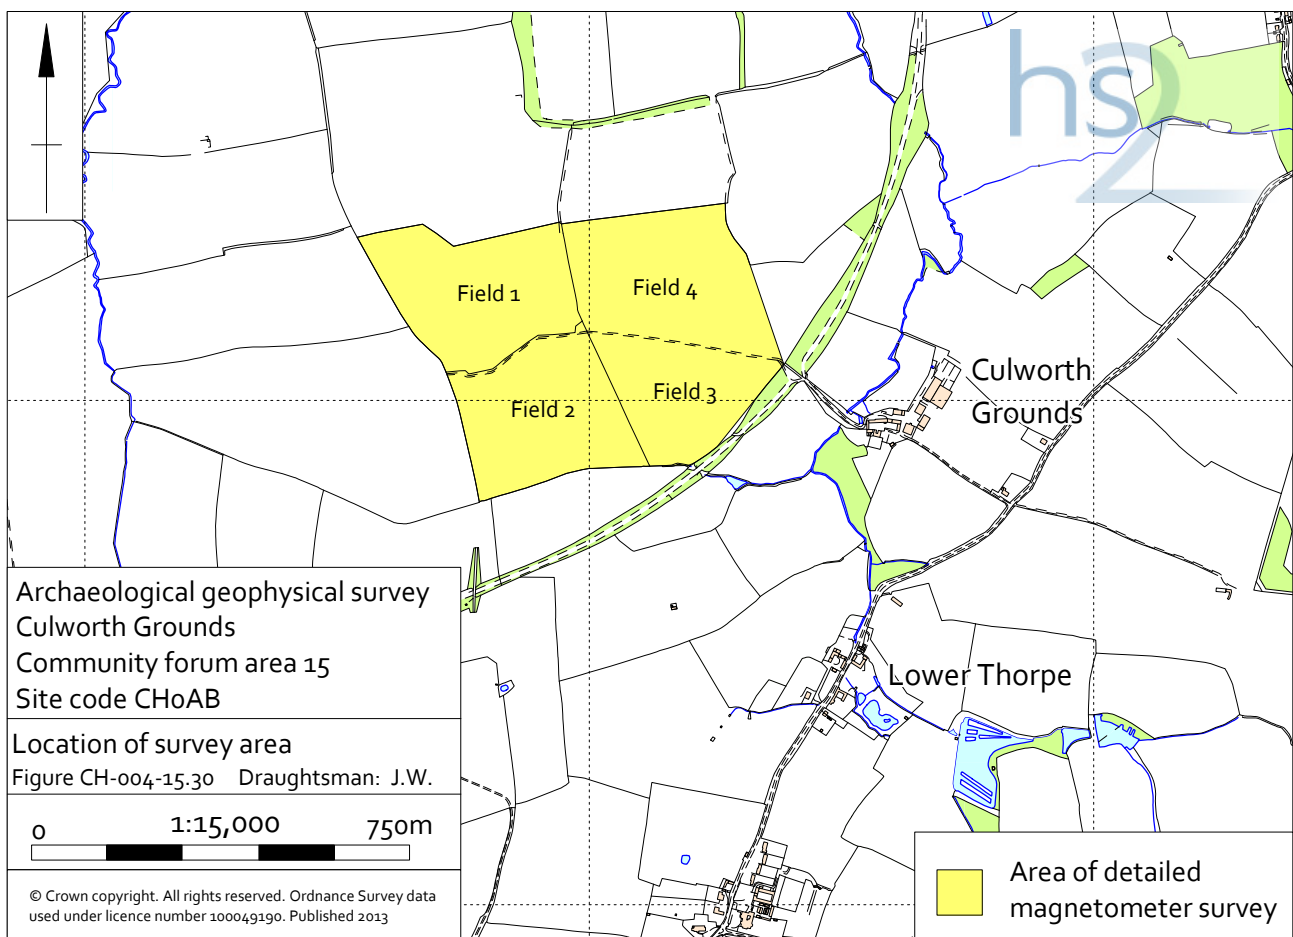 hs2
Field 1
Field 4
Field 2
Field 3
Culworth
Grounds
Lower Thorpe
Archaeological geophysical survey
Culworth Grounds
Community forum area 15
Site code CH0AB
Location of survey area
Figure CH-004-15.30 Draughtsman: J.W.
0 1:15,000 750m
© Crown copyright. All rights reserved. Ordnance Survey data
used under licence number 100049190. Published 2013
Area of detailed
magnetometer survey